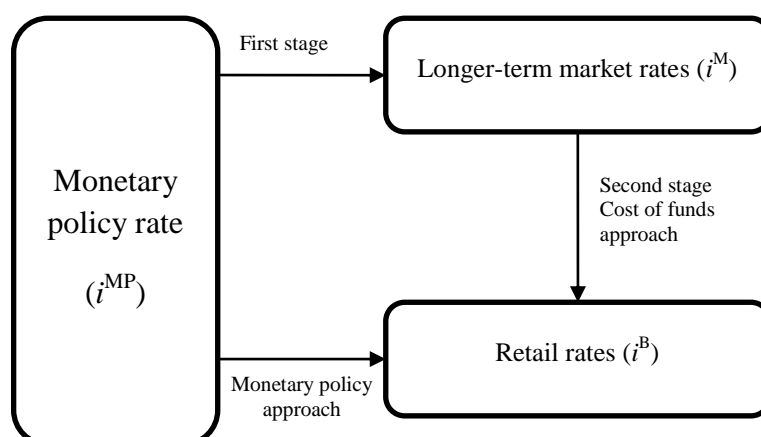 First stage
Longer-term market rates (i^M)
Monetary
policy rate
(i^MP)
Second stage
Cost of funds
approach
Retail rates (i^B)
Monetary policy
approach